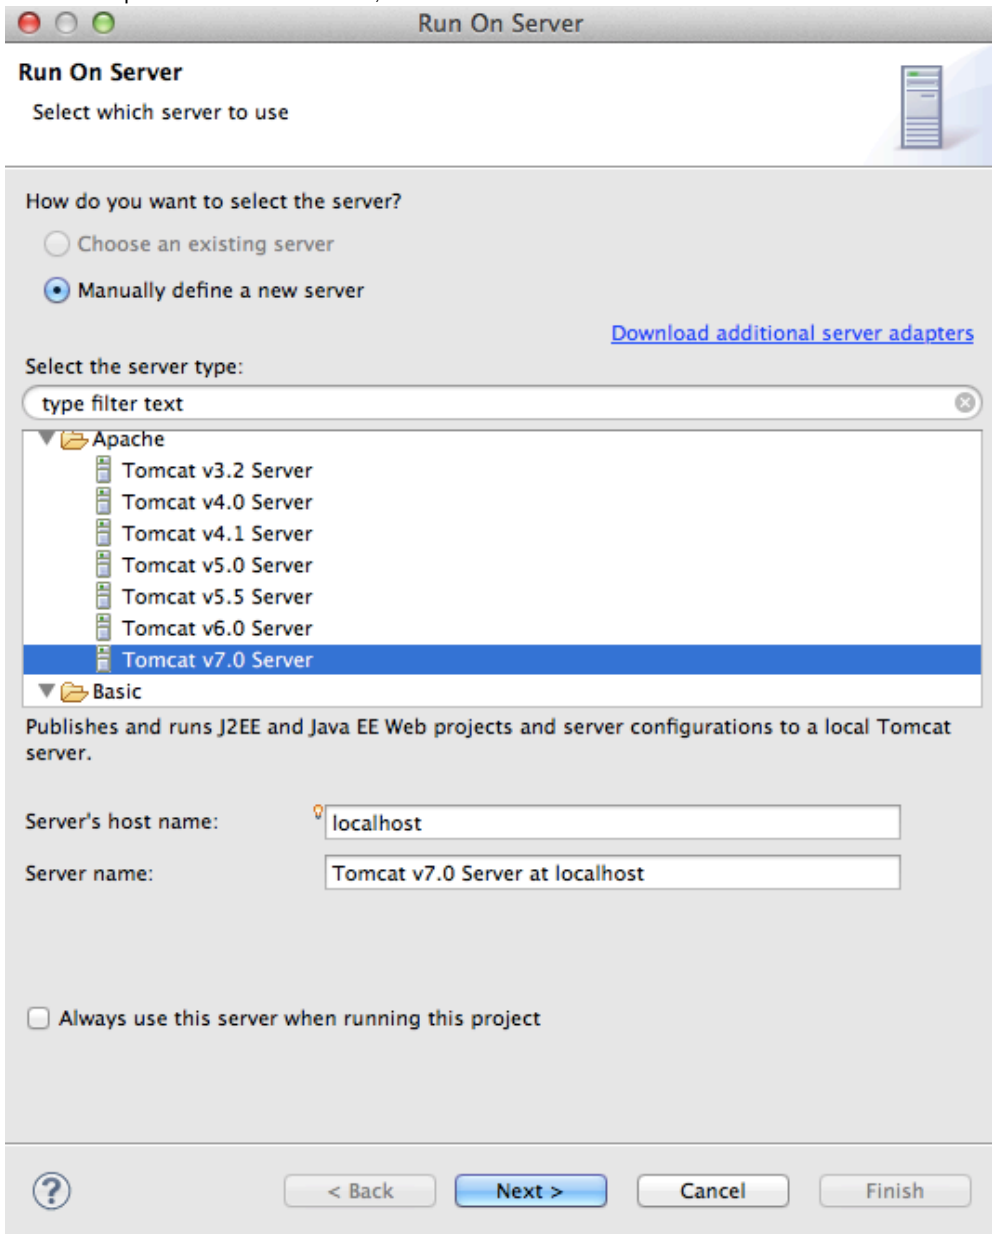 Run On Server
Run On Server
Select which server to use
How do you want to select the server?
Choose an existing server
Manually define a new server
Download additional server adapters
Select the server type:
type filter text
Apache
Tomcat v3.2 Server
Tomcat v4.0 Server
Tomcat v4.1 Server
Tomcat v5.0 Server
Tomcat v5.5 Server
Tomcat v6.0 Server
Tomcat v7.0 Server
Basic
Publishes and runs J2EE and Java EE Web projects and server configurations to a local Tomcat
server.
Server's host name: localhost
Server name: Tomcat v7.0 Server at localhost
Always use this server when running this project
? < Back Next > Cancel Finish